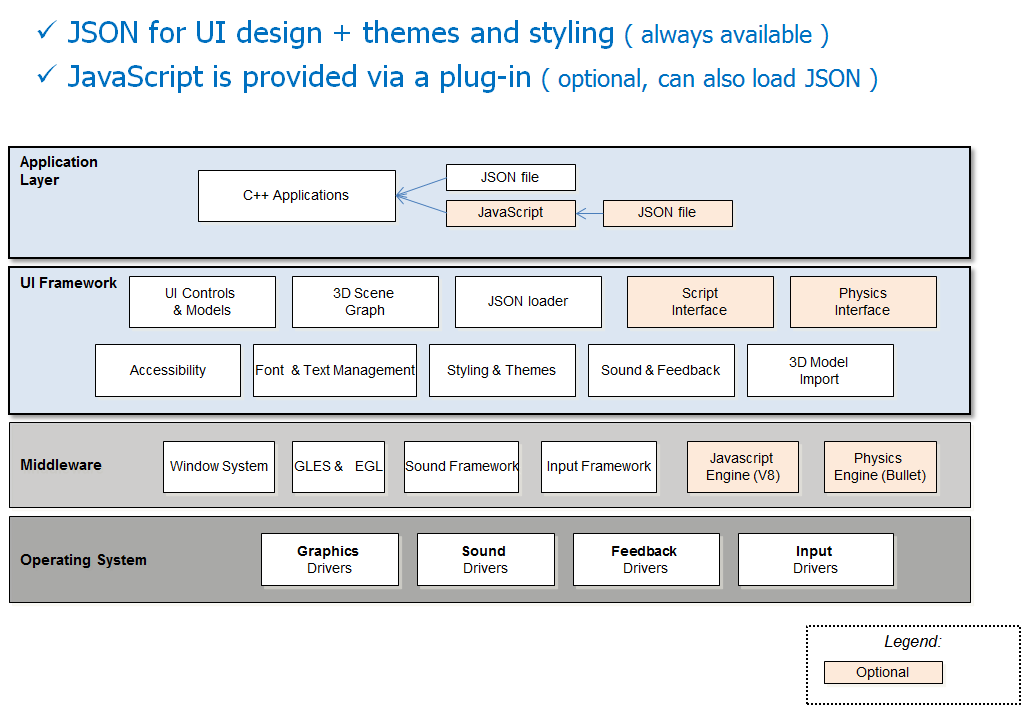 ✓ JSON for UI design + themes and styling ( always available )
✓ JavaScript is provided via a plug-in ( optional, can also load JSON )
Application
Layer
C++ Applications
JSON file
JavaScript
JSON file
UI Framework
UI Controls
& Models
3D Scene
Graph
JSON loader
Script
Interface
Physics
Interface
Accessibility
Font & Text Management
Styling & Themes
Sound & Feedback
3D Model
Import
Middleware
Window System
GLES & EGL
Sound Framework
Input Framework
Javascript
Engine (V8)
Physics
Engine (Bullet)
Operating System
Graphics
Drivers
Sound
Drivers
Feedback
Drivers
Input
Drivers
Legend:
Optional